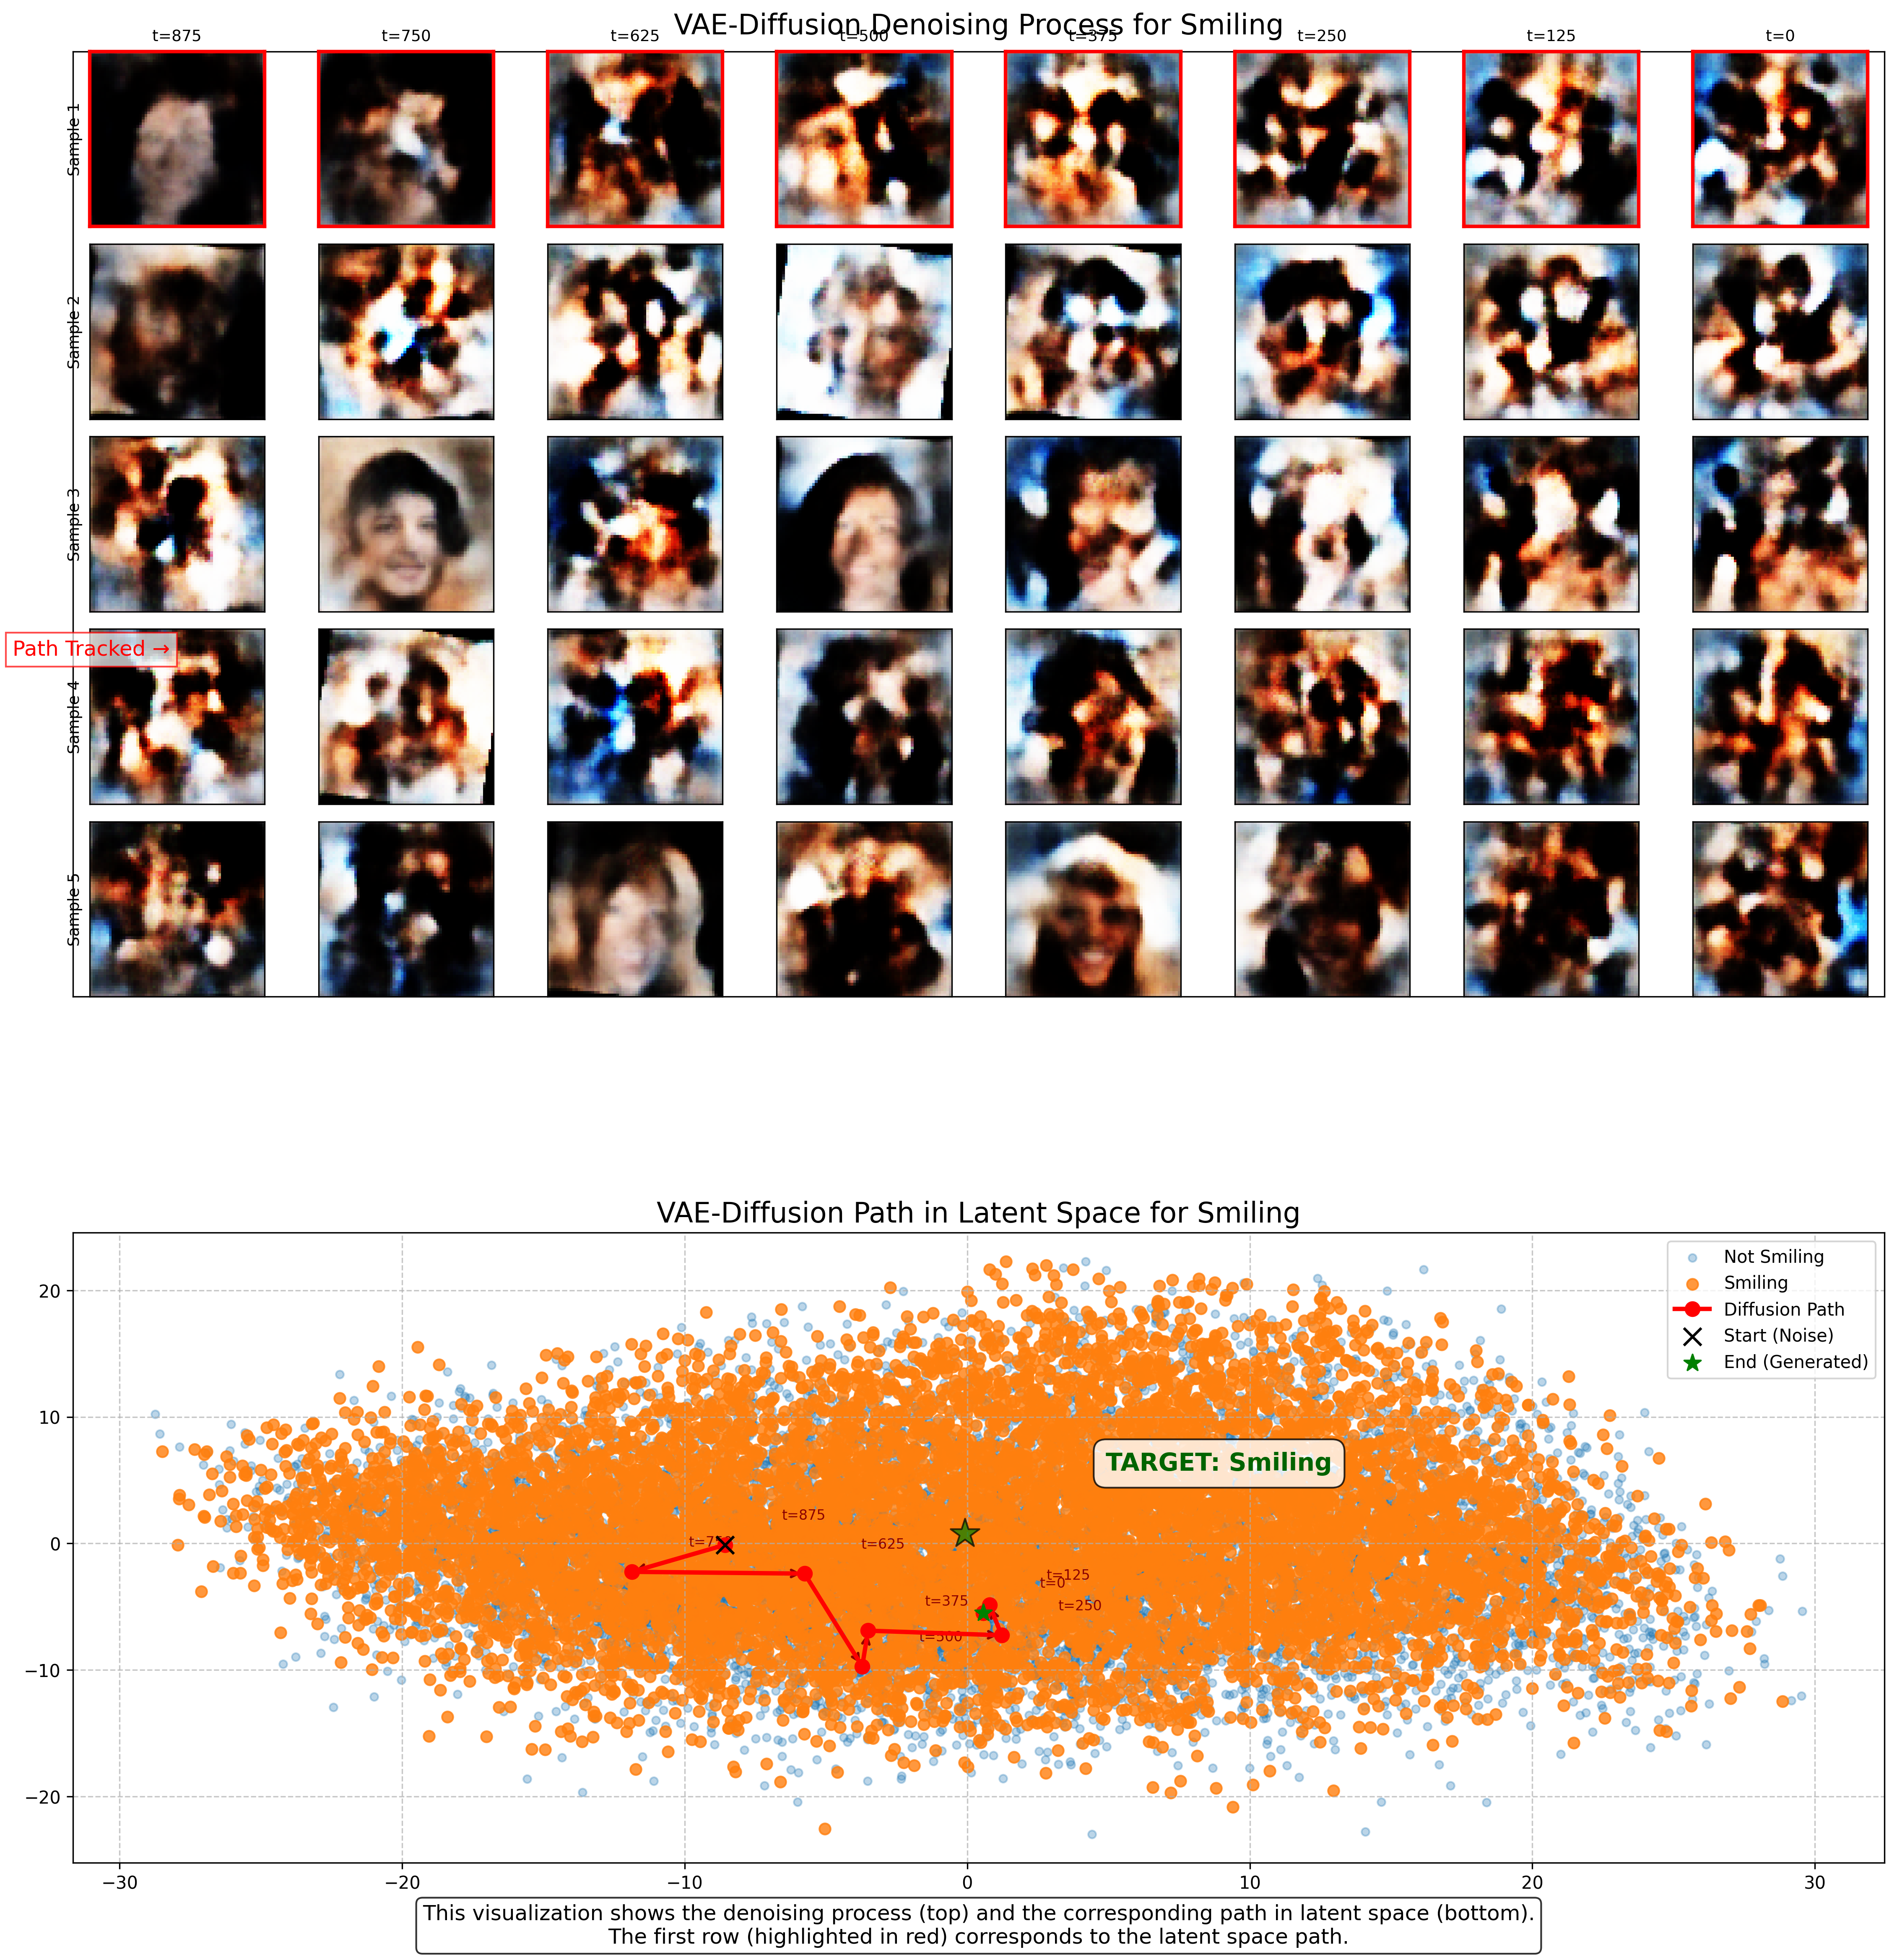 VAE-Diffusion Denoising Process for Smiling
t=875 t=750 t=625 t=500 t=375 t=250 t=125 t=0
Sample 1
Sample 2
Sample 3
Path Tracked →
Sample 4
Sample 5
VAE-Diffusion Path in Latent Space for Smiling
Not Smiling
Smiling
Diffusion Path
Start (Noise)
End (Generated)
20
10
0
−10
−20
TARGET: Smiling
t=875
t=7
t=625
t=125
t=0
t=375
t=250
t=500
−30 −20 −10 0 10 20 30
This visualization shows the denoising process (top) and the corresponding path in latent space (bottom).
The first row (highlighted in red) corresponds to the latent space path.